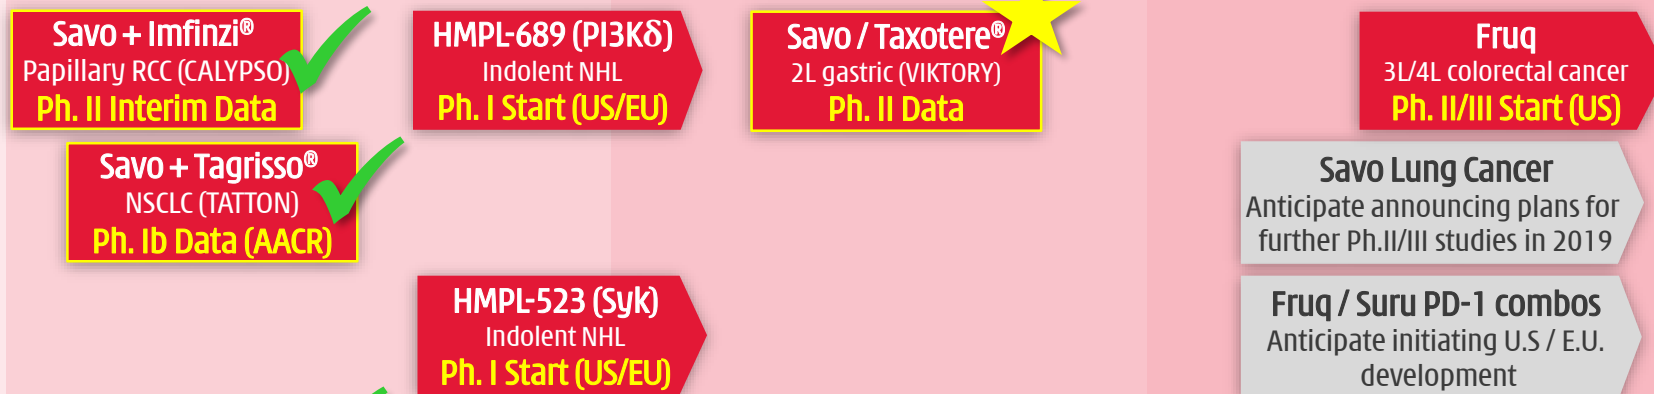 Savo + Imfinzi®
Papillary RCC (CALYPSO)
Ph. II Interim Data
HMPL-689 (PI3Kδ)
Indolent NHL
Ph. I Start (US/EU)
Savo / Taxotere®
2L gastric (VIKTORY)
Ph. II Data
Fruq
3L/4L colorectal cancer
Ph. II/III Start (US)
Savo + Tagrisso®
NSCLC (TATTON)
Ph. Ib Data (AACR)
Savo Lung Cancer
Anticipate announcing plans for
further Ph.II/III studies in 2019
HMPL-523 (Syk)
Indolent NHL
Ph. I Start (US/EU)
Fruq / Suru PD-1 combos
Anticipate initiating U.S / E.U.
development